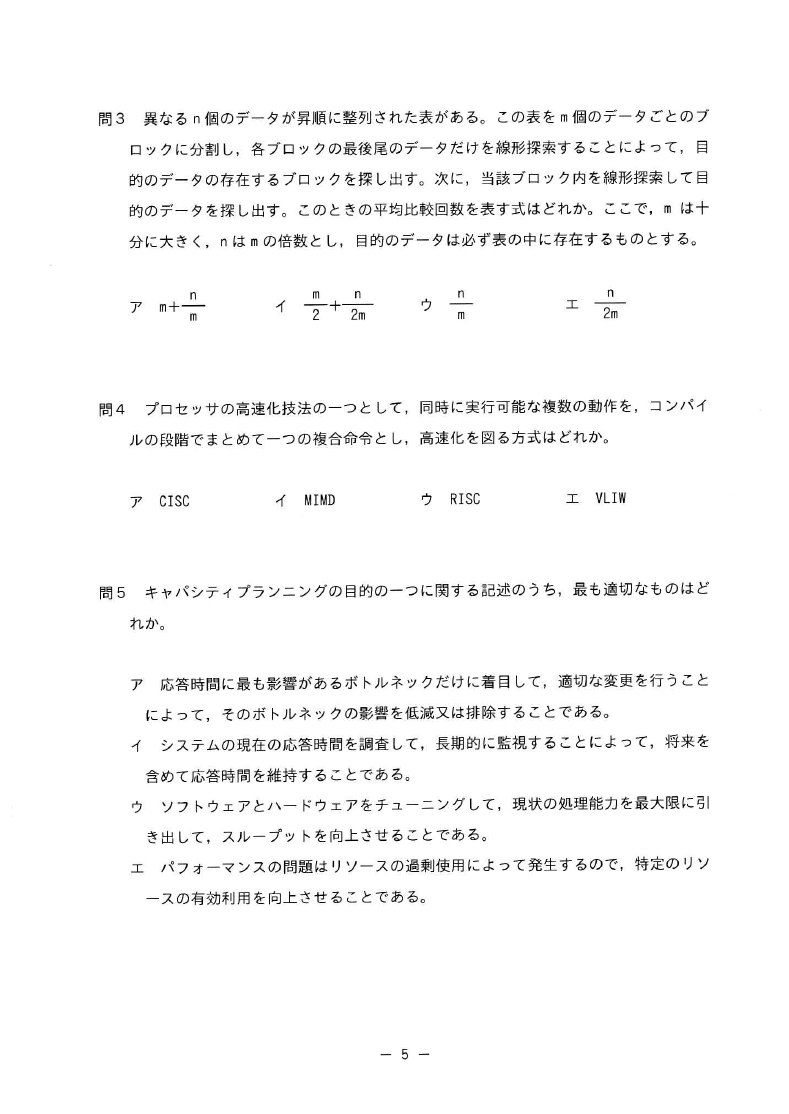 問3 異なるn個のデータが昇順に整列された表がある。この表をm個のデータごとのブ
ロックに分割し，各ブロックの最後尾のデータだけを線形探索することによって，目
的のデータの存在するブロックを探し出す。次に，当該ブロック内を線形探索して目
的のデータを探し出す。このときの平均比較回数を表す式はどれか。ここで，m は十
分に大きく，n は m の倍数とし，目的のデータは必ず表の中に存在するものとする。
ア m+n/m イ m/2+n/2m ウ n/m エ n/2m
問4 プロセッサの高速化技法の一つとして，同時に実行可能な複数の動作を，コンパイ
ルの段階でまとめて一つの複合命令とし，高速化を図る方式はどれか。
ア CISC イ MIMD ウ RISC エ VLIW
問5 キャパシティプランニングの目的の一つに関する記述のうち，最も適切なものはど
れか。
ア 応答時間に最も影響があるボトルネックだけに着目して，適切な変更を行うこと
によって，そのボトルネックの影響を低減又は排除することである。
イ システムの現在の応答時間を調査して，長期的に監視することによって，将来を
含めて応答時間を維持することである。
ウ ソフトウェアとハードウェアをチューニングして，現状の処理能力を最大限に引
き出して，スループットを向上させることである。
エ パフォーマンスの問題はリソースの過剰使用によって発生するので，特定のリソ
ースの有効利用を向上させることである。
－ 5 －